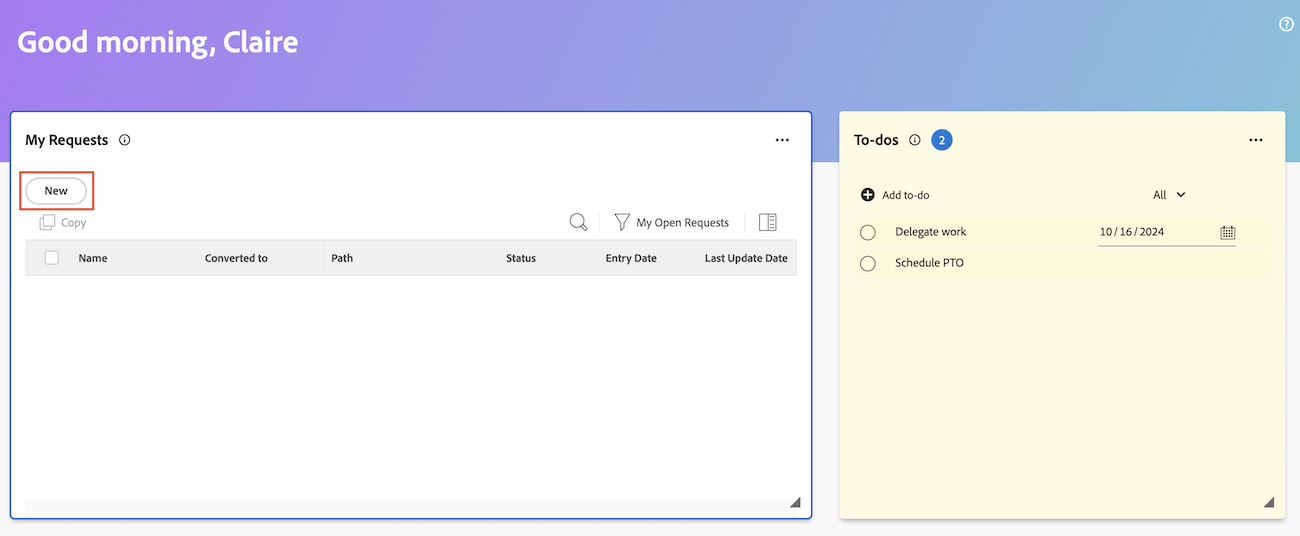 Good morning, Claire
?
My Requests
New
Copy
My Open Requests
Name Converted to Path Status Entry Date Last Update Date
To-dos 2
Add to-do All
Delegate work 10 / 16 / 2024
Schedule PTO